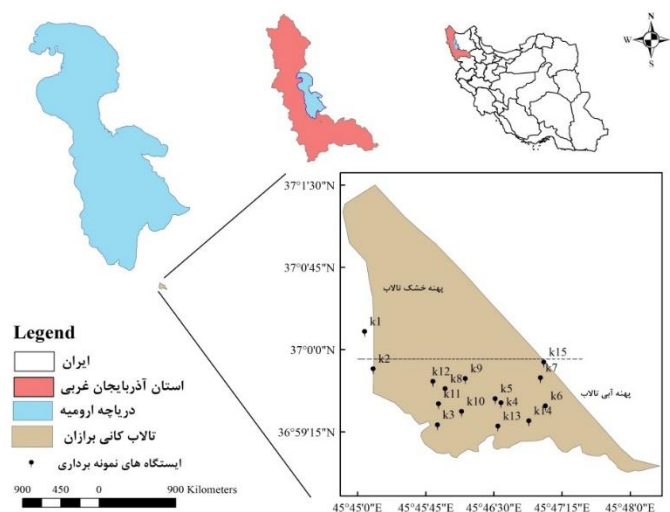 N
W
E
S
37°1'30"N
37°0'45"N
37°0'0"N
36°59'15"N
پهنه خشک تالاب
پهنه آبی تالاب
k1
k2
k15
k7
k9
k12
k8
k5
k11
k10
k4
k6
k3
k13
k14
45°45'0"E
45°45'45"E
45°46'30"E
45°47'15"E
45°48'0"E
Legend
ایران
استان آذربایجان غربی
دریاچه ارومیه
تالاب کانی برازان
ایستگاه های نمونه برداری
900 450 0 900 Kilometers